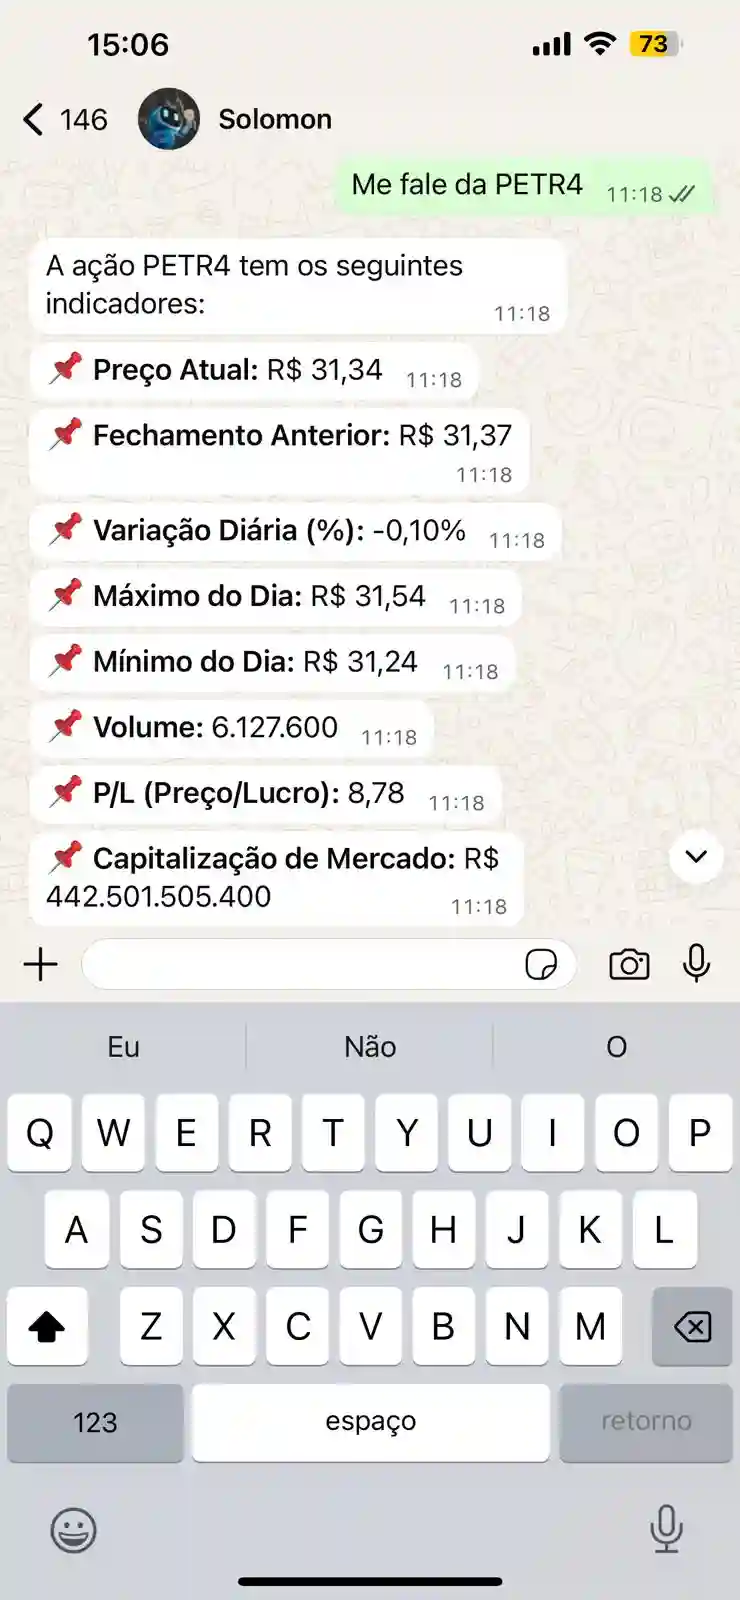 15:06
73
146
Solomon
Me fale da PETR4 11:18
A ação PETR4 tem os seguintes
indicadores:
11:18
Preço Atual: R$ 31,34 11:18
Fechamento Anterior: R$ 31,37
11:18
Variação Diária (%): -0,10% 11:18
Máximo do Dia: R$ 31,54 11:18
Mínimo do Dia: R$ 31,24 11:18
Volume: 6.127.600 11:18
P/L (Preço/Lucro): 8,78 11:18
Capitalização de Mercado: R$
442.501.505.400
11:18
Eu Não O
Q W E R T Y U I O P
A S D F G H J K L
Z X C V B N M
123 espaço retorno